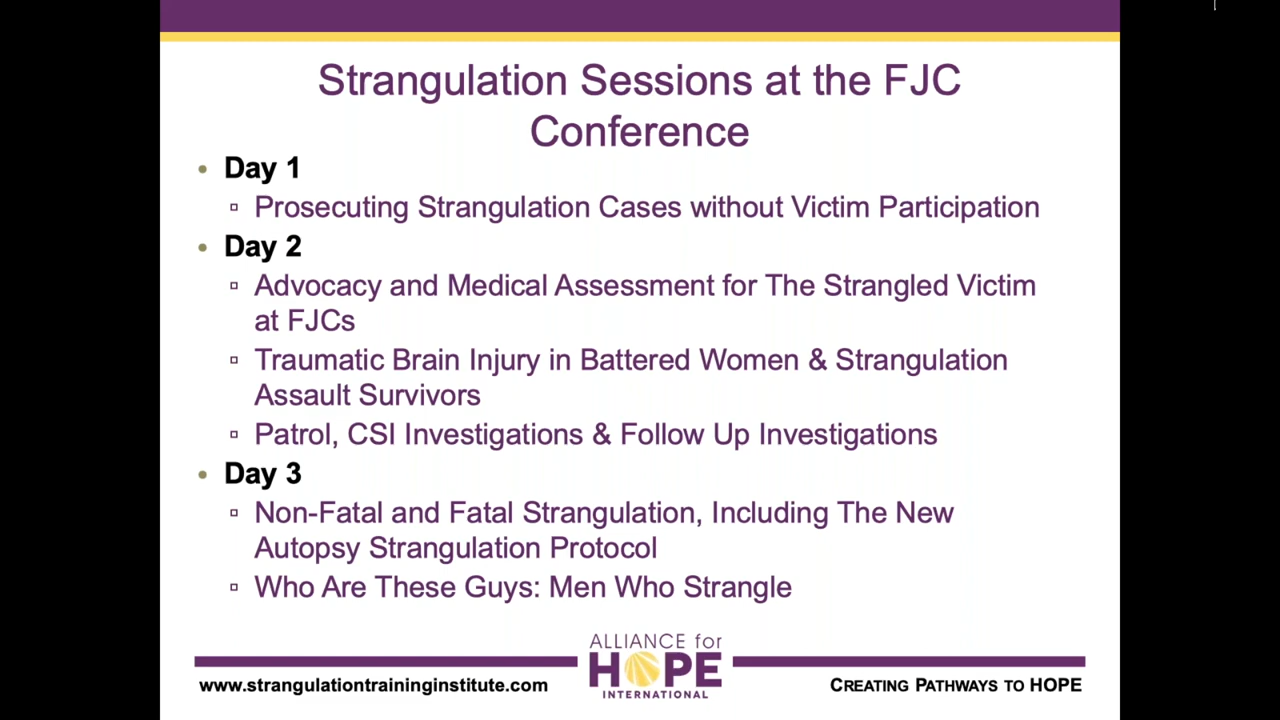 Strangulation Sessions at the FJC
Conference
• Day 1
▫ Prosecuting Strangulation Cases without Victim Participation
• Day 2
▫ Advocacy and Medical Assessment for The Strangled Victim
at FJCs
▫ Traumatic Brain Injury in Battered Women & Strangulation
Assault Survivors
▫ Patrol, CSI Investigations & Follow Up Investigations
• Day 3
▫ Non-Fatal and Fatal Strangulation, Including The New
Autopsy Strangulation Protocol
▫ Who Are These Guys: Men Who Strangle
ALLIANCE for
HOPE
INTERNATIONAL
www.strangulationtraininginstitute.com
CREATING PATHWAYS TO HOPE